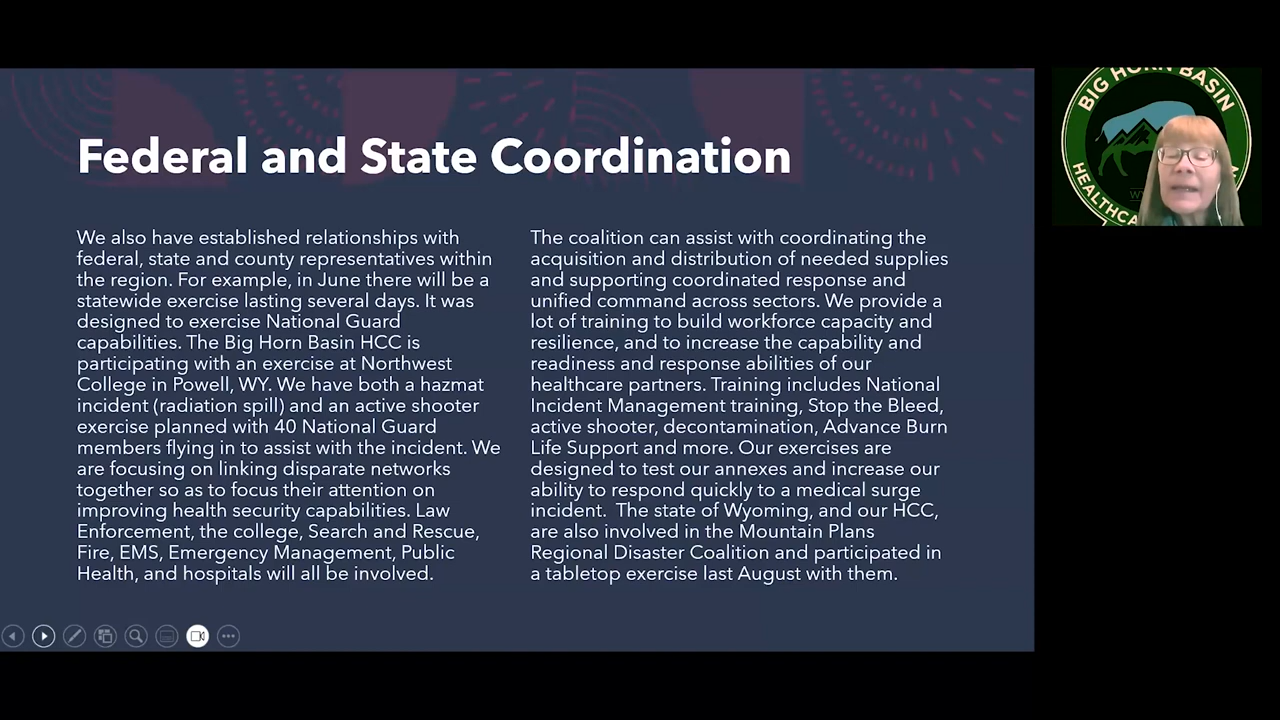 Federal and State Coordination
We also have established relationships with
federal, state and county representatives within
the region. For example, in June there will be a
statewide exercise lasting several days. It was
designed to exercise National Guard
capabilities. The Big Horn Basin HCC is
participating with an exercise at Northwest
College in Powell, WY. We have both a hazmat
incident (radiation spill) and an active shooter
exercise planned with 40 National Guard
members flying in to assist with the incident. We
are focusing on linking disparate networks
together so as to focus their attention on
improving health security capabilities. Law
Enforcement, the college, Search and Rescue,
Fire, EMS, Emergency Management, Public
Health, and hospitals will all be involved.
The coalition can assist with coordinating the
acquisition and distribution of needed supplies
and supporting coordinated response and
unified command across sectors. We provide a
lot of training to build workforce capacity and
resilience, and to increase the capability and
readiness and response abilities of our
healthcare partners. Training includes National
Incident Management training, Stop the Bleed,
active shooter, decontamination, Advance Burn
Life Support and more. Our exercises are
designed to test our annexes and increase our
ability to respond quickly to a medical surge
incident. The state of Wyoming, and our HCC,
are also involved in the Mountain Plans
Regional Disaster Coalition and participated in
a tabletop exercise last August with them.
BIG HORN BASIN